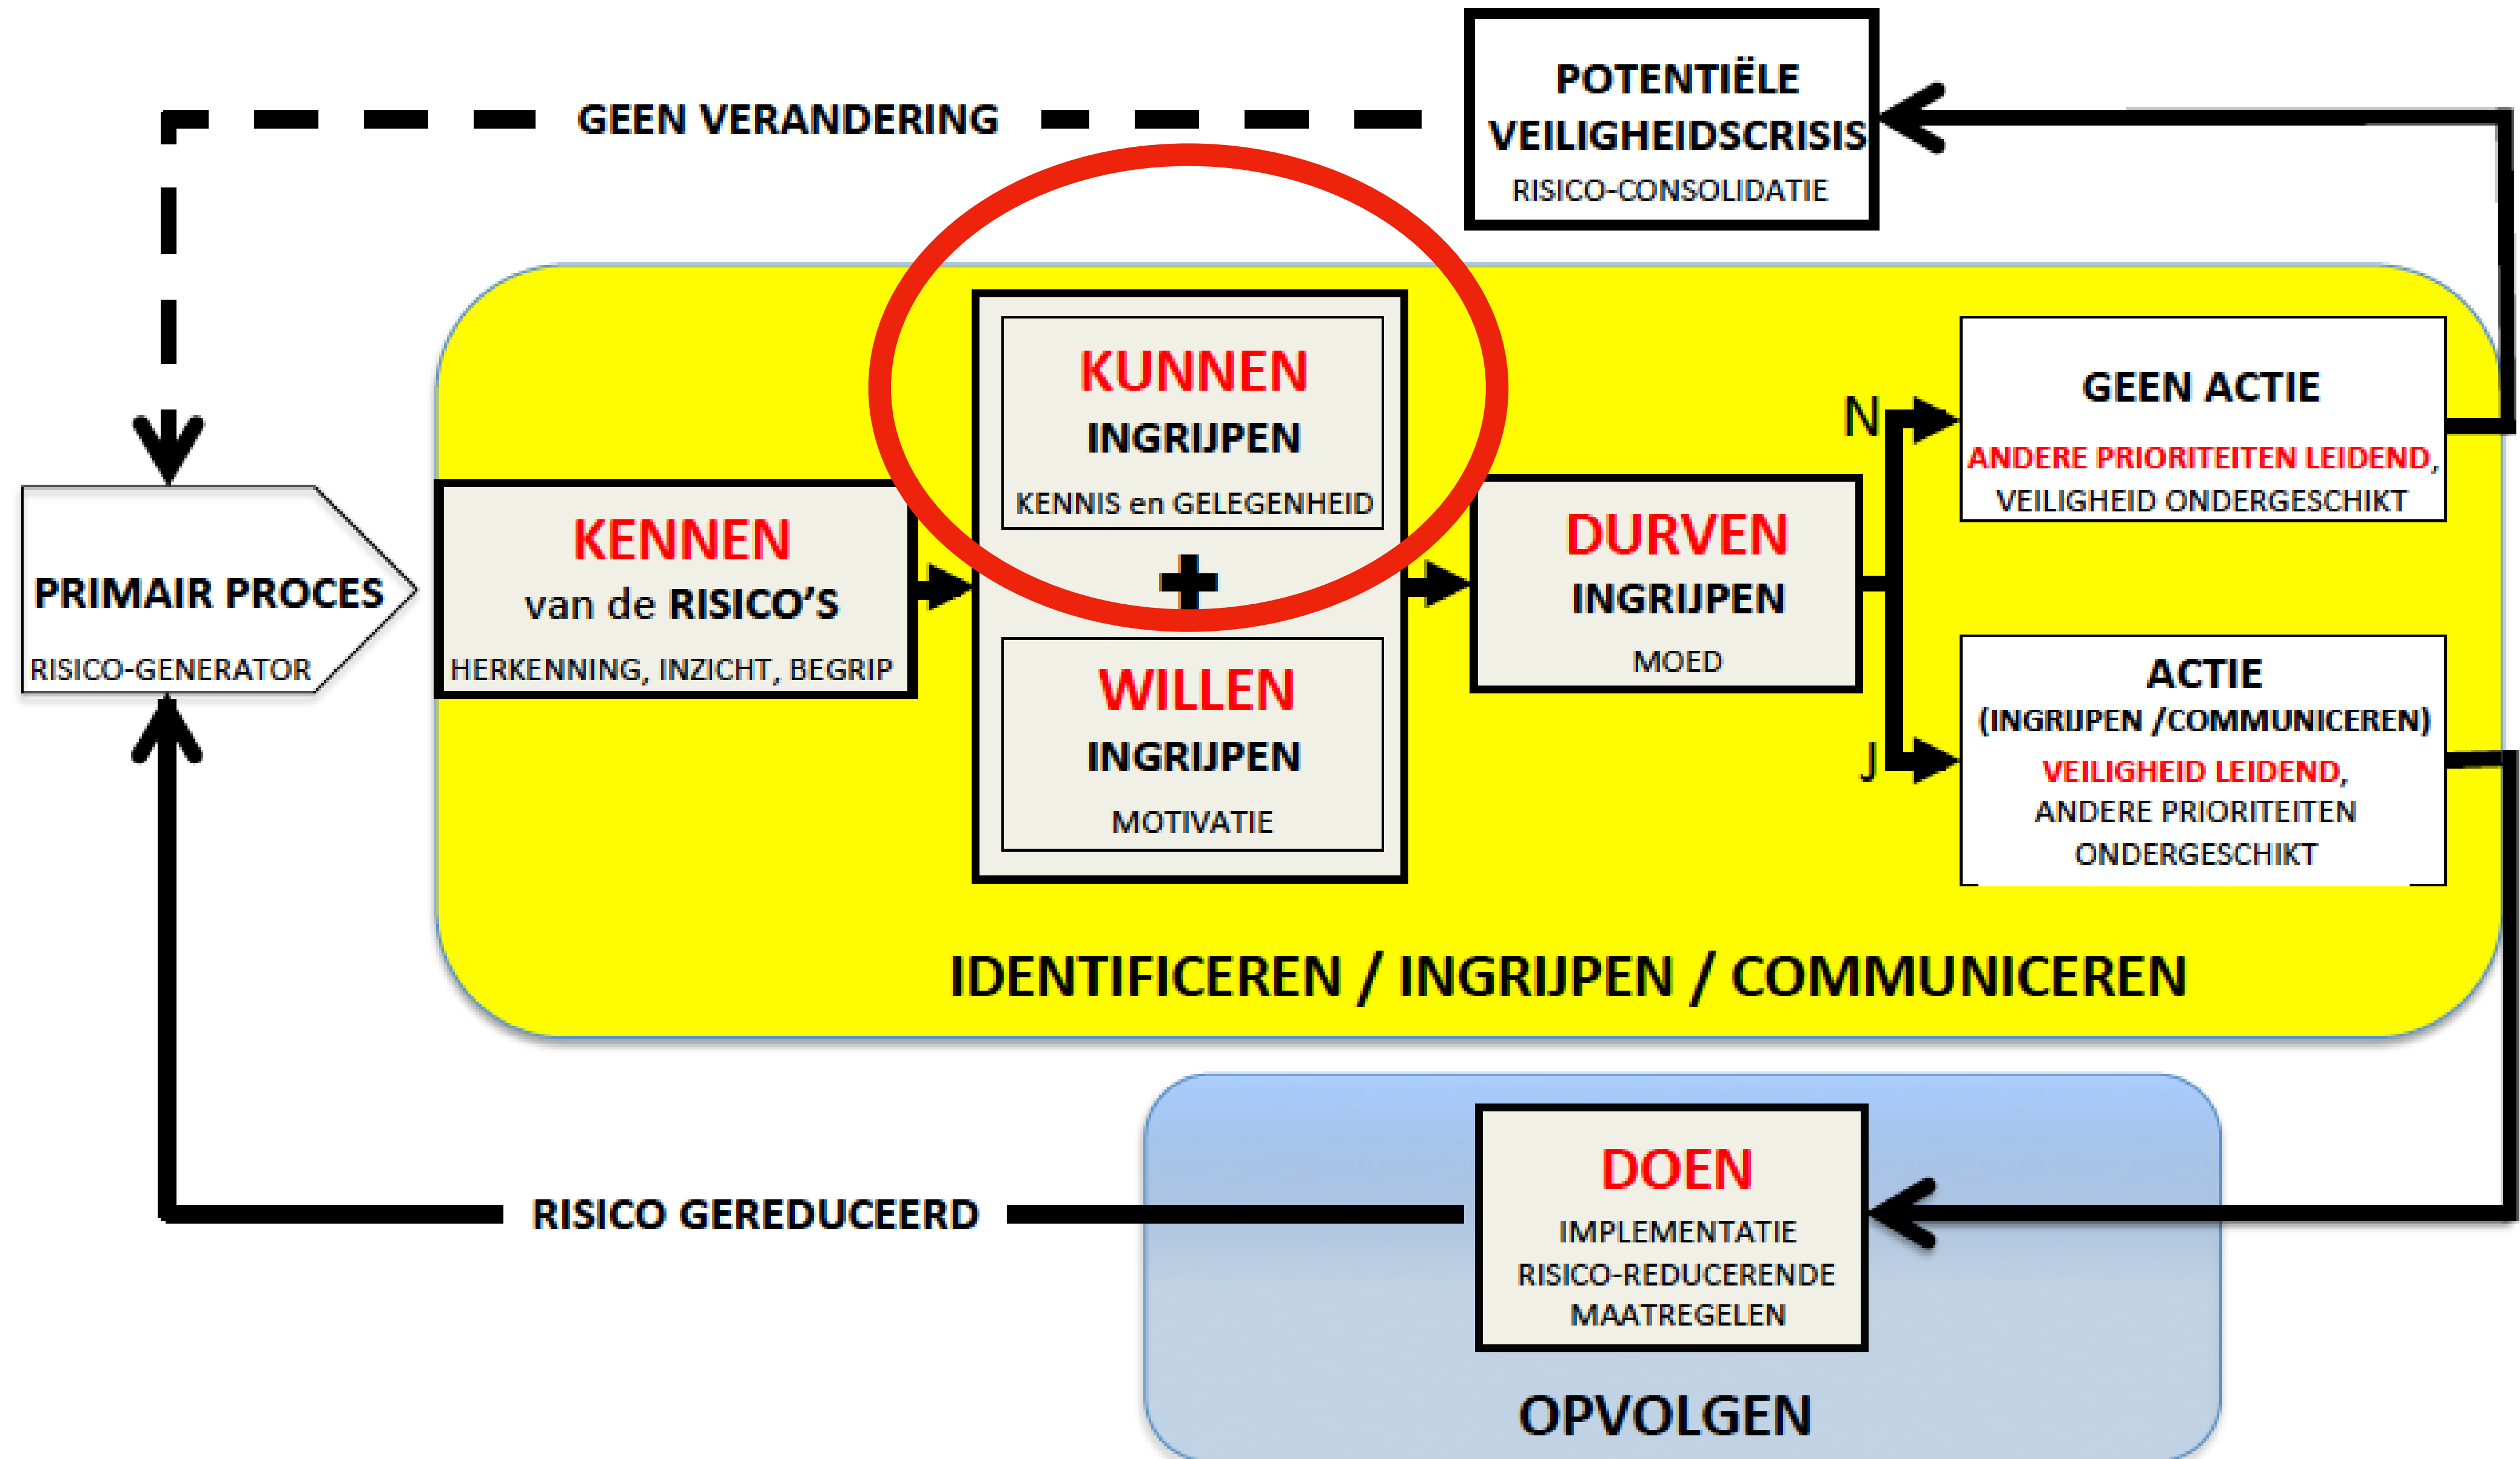 POTENTIËLE
VEILIGHEIDSCRISIS
RISICO-CONSOLIDATIE
GEEN VERANDERING
PRIMAIR PROCES
RISICO-GENERATOR
KENNEN
van de RISICO’S
HERKENNING, INZICHT, BEGRIP
KUNNEN
INGRIJPEN
KENNIS en GELEGENHEID
+
WILLEN
INGRIJPEN
MOTIVATIE
DURVEN
INGRIJPEN
MOED
N
GEEN ACTIE
ANDERE PRIORITEITEN LEIDEND,
VEILIGHEID ONDERGESCHIKT
J
ACTIE
(INGRIJPEN /COMMUNICEREN)
VEILIGHEID LEIDEND,
ANDERE PRIORITEITEN
ONDERGESCHIKT
IDENTIFICEREN / INGRIJPEN / COMMUNICEREN
RISICO GEREDUCEERD
DOEN
IMPLEMENTATIE
RISICO-REDUCERENDE
MAATREGELEN
OPVOLGEN